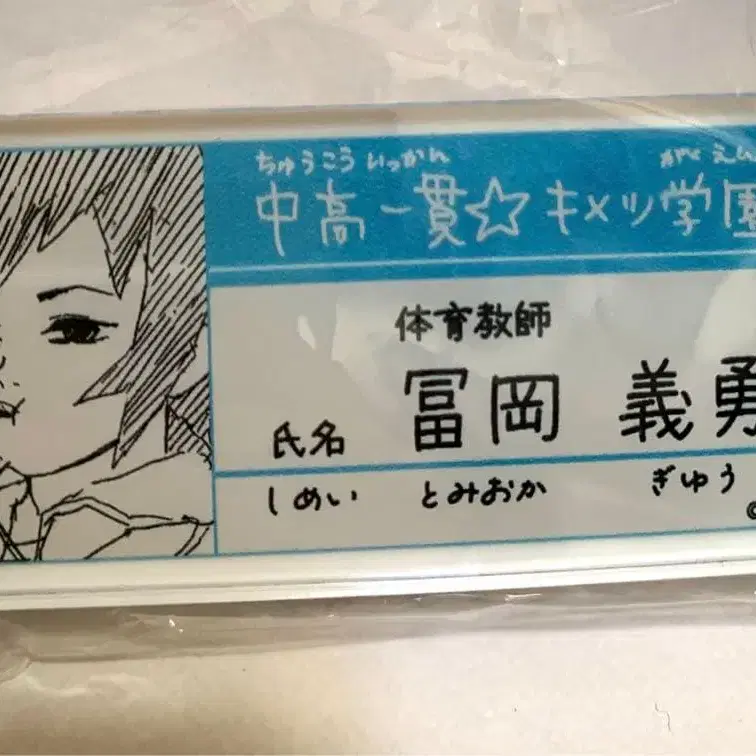 ちゅうこういっかん がくえん
中高一貫☆キメツ学園
体育教師
氏名 冨岡 義勇
しめい とみおか ぎゆう
©